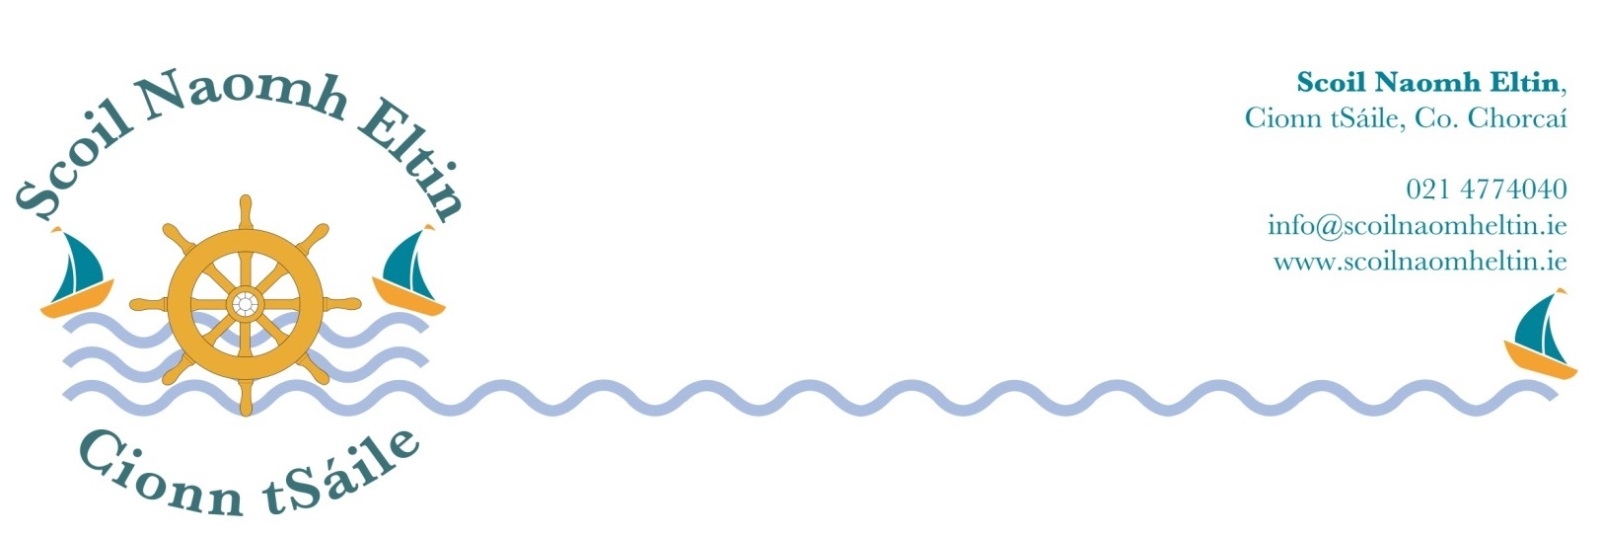 Scoil Naomh Eltin
Cionn tSáile
Scoil Naomh Eltin,
Cionn tSáile, Co. Chorcaí
021 4774040
info@scoilnaomheltin.ie
www.scoilnaomheltin.ie